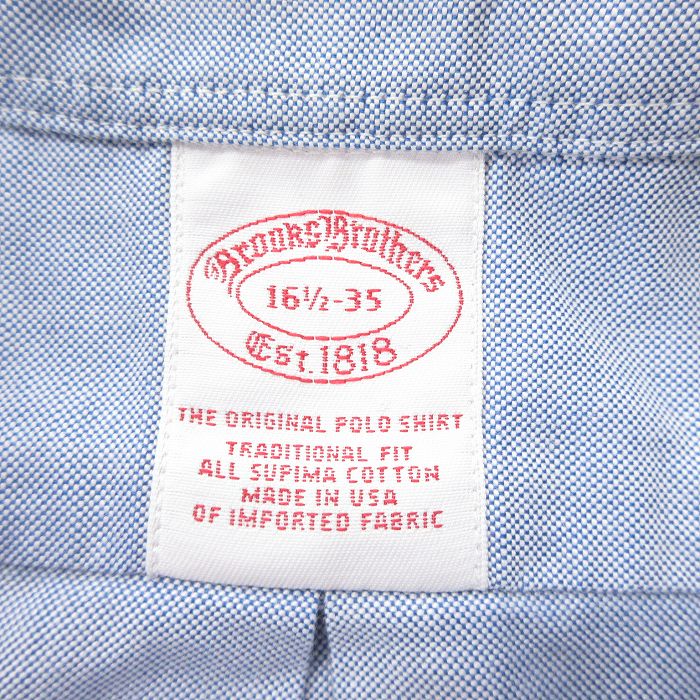 Brooks Brothers
16½-35
Est. 1818
THE ORIGINAL POLO SHIRT
TRADITIONAL FIT
ALL SUPIMA COTTON
MADE IN USA
OF IMPORTED FABRIC